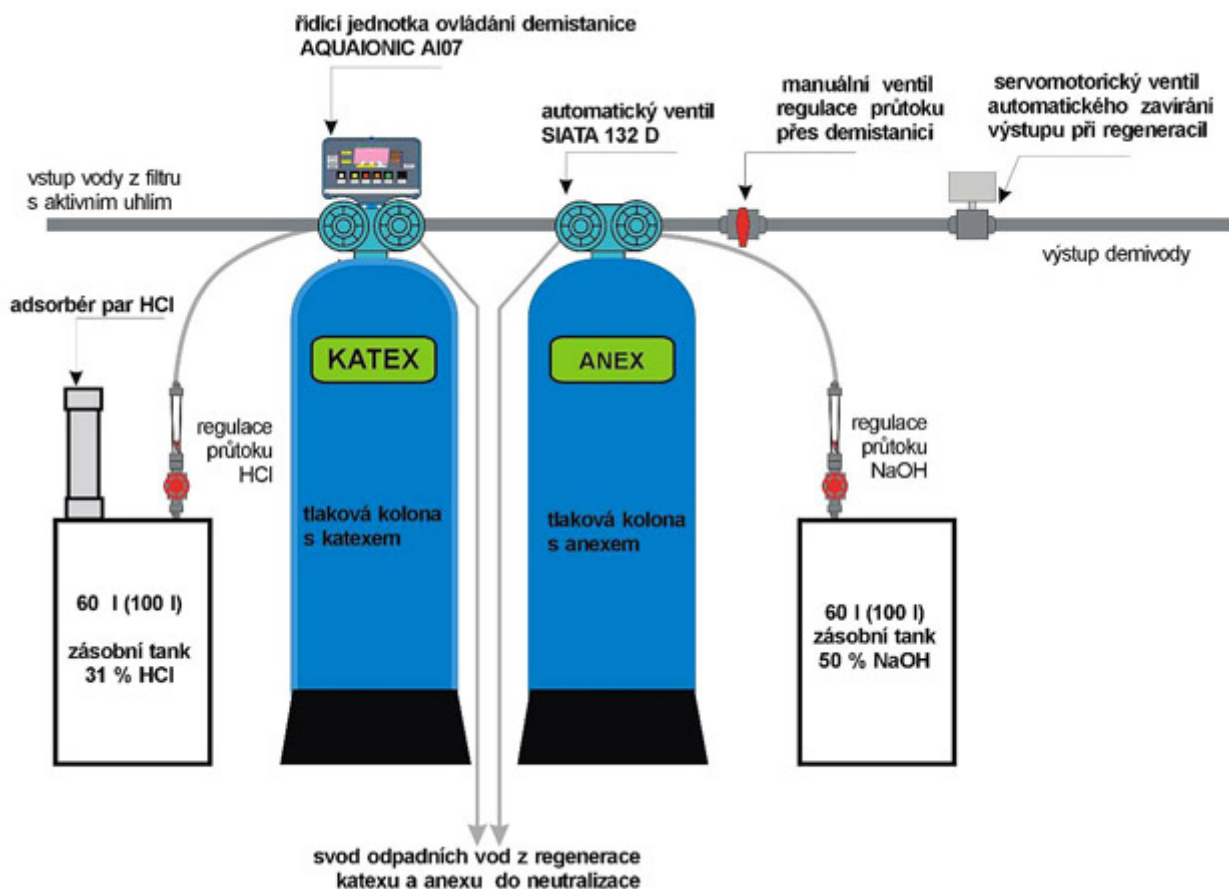 řídící jednotka ovládání demistanice
AQUAIONIC AI07
automatický ventil
SIATA 132 D
manuální ventil
regulace průtoku
přes demistanici
servomotorický ventil
automatického zavírání
výstupu při regeneracil
vstup vody z filtru
s aktivním uhlím
výstup demivody
adsorbér par HCl
KATEX
ANEX
regulace
průtoku
HCl
regulace
průtoku
NaOH
tlaková kolona
s katexem
tlaková kolona
s anexem
60 l (100 l)
zásobní tank
31 % HCl
60 l (100 l)
zásobní tank
50 % NaOH
svod odpadních vod z regenerace
katexu a anexu do neutralizace